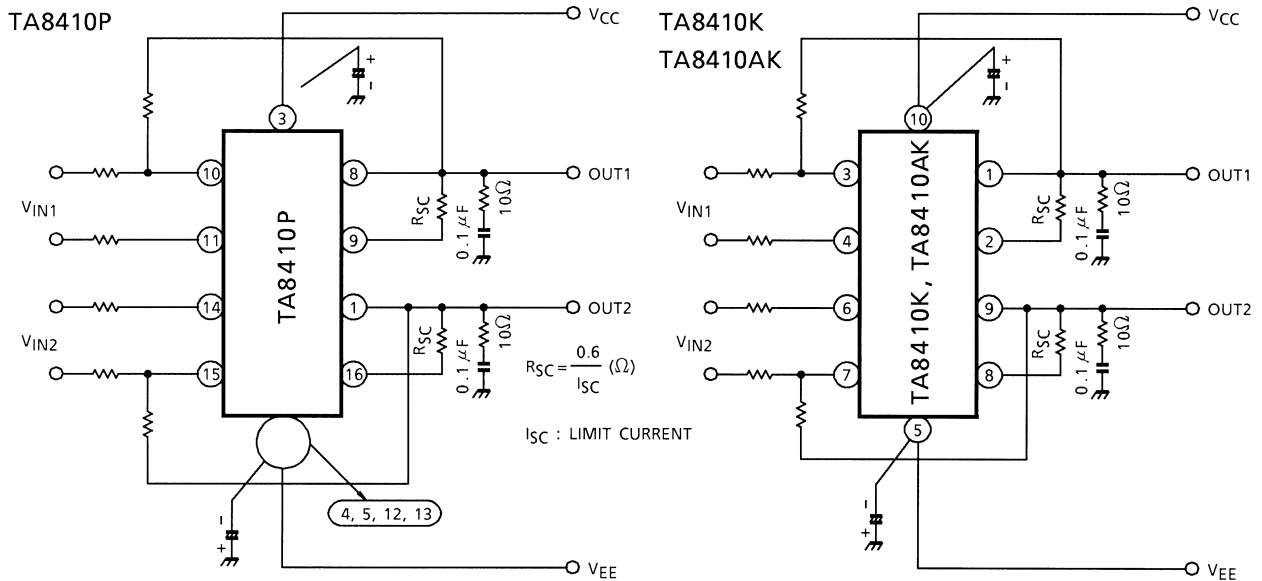 TA8410P
VCC
+
-
3
10
8
OUT1
VIN1
RSC
0.1 μF
10Ω
11
9
TA8410P
14
1
OUT2
VIN2
RSC
0.1 μF
10Ω
15
16
RSC = 0.6 / ISC (Ω)
ISC : LIMIT CURRENT
4, 5, 12, 13
-
+
VEE
TA8410K
TA8410AK
VCC
+
-
10
3
1
OUT1
VIN1
RSC
0.1 μF
10Ω
4
2
TA8410K, TA8410AK
6
9
OUT2
VIN2
RSC
0.1 μF
10Ω
7
8
5
-
+
VEE